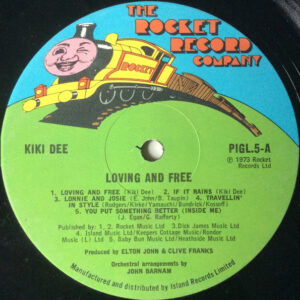 THE
ROCKET
RECORD
COMPANY
KIKI DEE
PIGL.5-A
℗ 1973 Rocket
Records Ltd
LOVING AND FREE
1. LOVING AND FREE (Kiki Dee) 2. IF IT RAINS (Kiki Dee)
3. LONNIE AND JOSIE (E. John/B. Taupin) 4. TRAVELLIN'
IN STYLE (Rodgers/Kirke/Yamauchi/Bundrick/Kossoff)
5. YOU PUT SOMETHING BETTER (INSIDE ME)
(J. Egan/G. Rafferty)
Published by: 1, 2. Rocket Music Ltd/3.Dick James Music Ltd/
4. Island Music Ltd/Keepers Cottage Music/Rondor
Music (L) Ltd 5. Baby Bun Music Ltd/Heathside Music Ltd
Produced by ELTON JOHN & CLIVE FRANKS
Orchestral arrangements by
JOHN BARHAM
Manufactured and distributed by Island Records Limited